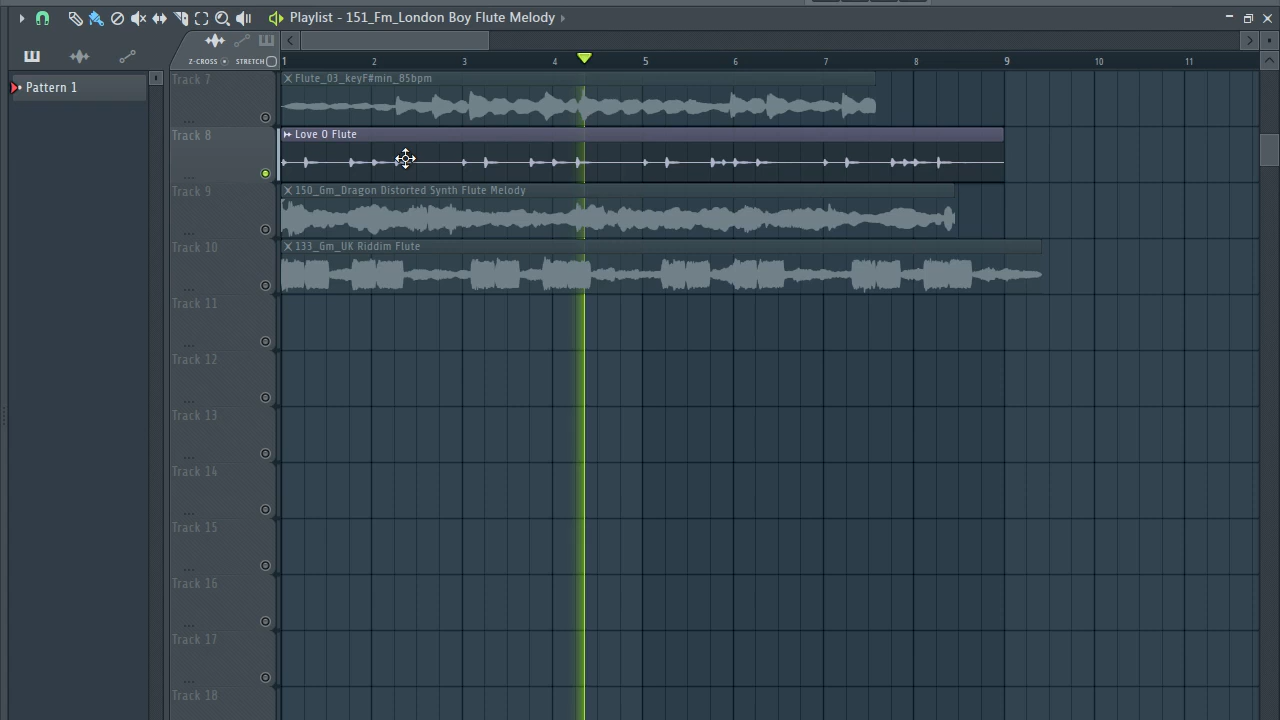 Playlist - 151_Fm_London Boy Flute Melody
Z-CROSS STRETCH
1 2 3 4 5 6 7 8 9 10 11
Pattern 1
Track 7
Flute_03_keyF#min_85bpm
Track 8
Love O Flute
Track 9
150_Gm_Dragon Distorted Synth Flute Melody
Track 10
133_Gm_UK Riddim Flute
Track 11
Track 12
Track 13
Track 14
Track 15
Track 16
Track 17
Track 18